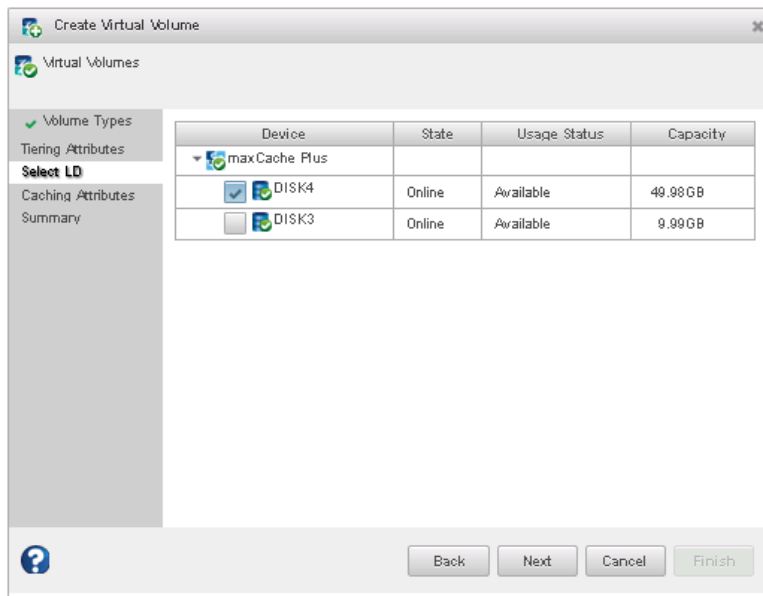 Create Virtual Volume
Virtual Volumes
Volume Types
Tiering Attributes
Select LD
Caching Attributes
Summary
Device State Usage Status Capacity
maxCache Plus
DISK4 Online Available 49.98GB
DISK3 Online Available 9.99GB
Back Next Cancel Finish